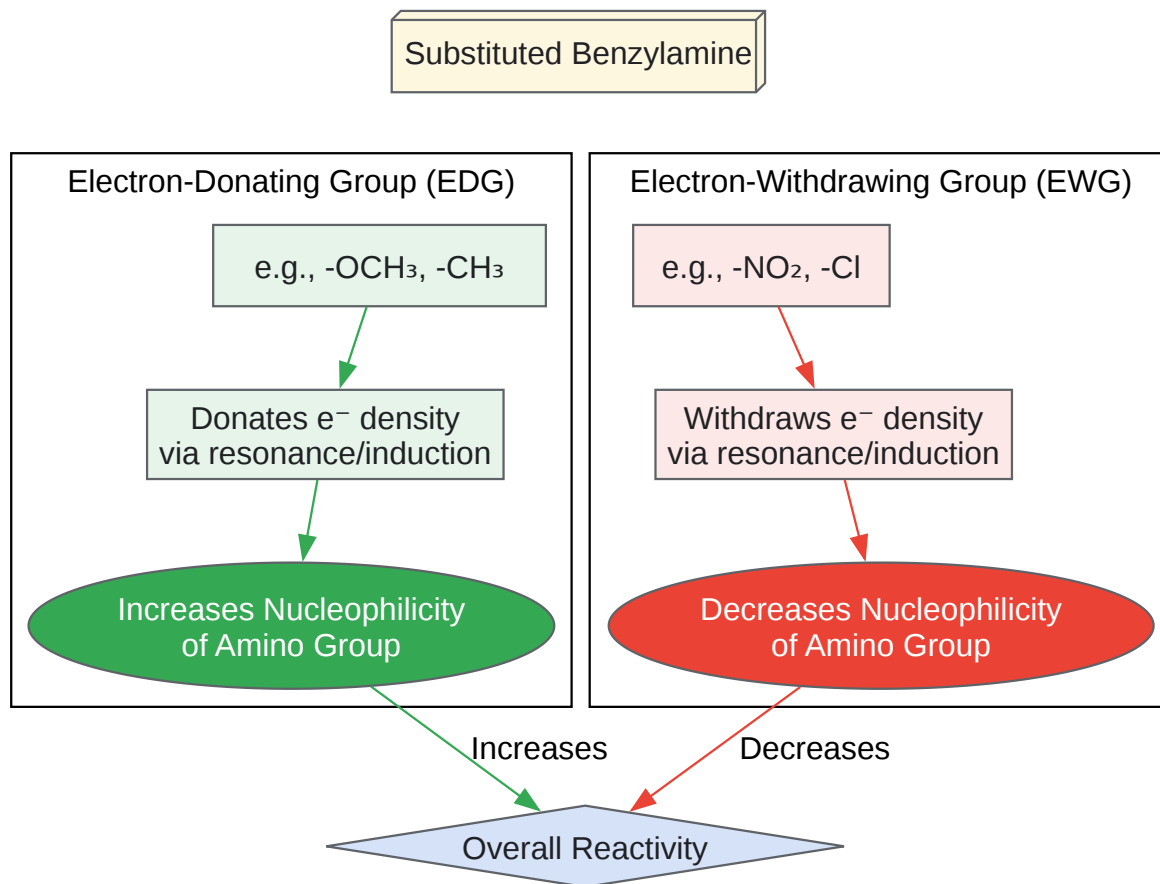 Substituted Benzylamine
Electron-Donating Group (EDG)
e.g., -OCH₃, -CH₃
Donates e⁻ density
via resonance/induction
Increases Nucleophilicity
of Amino Group
Electron-Withdrawing Group (EWG)
e.g., -NO₂, -Cl
Withdraws e⁻ density
via resonance/induction
Decreases Nucleophilicity
of Amino Group
Increases
Decreases
Overall Reactivity